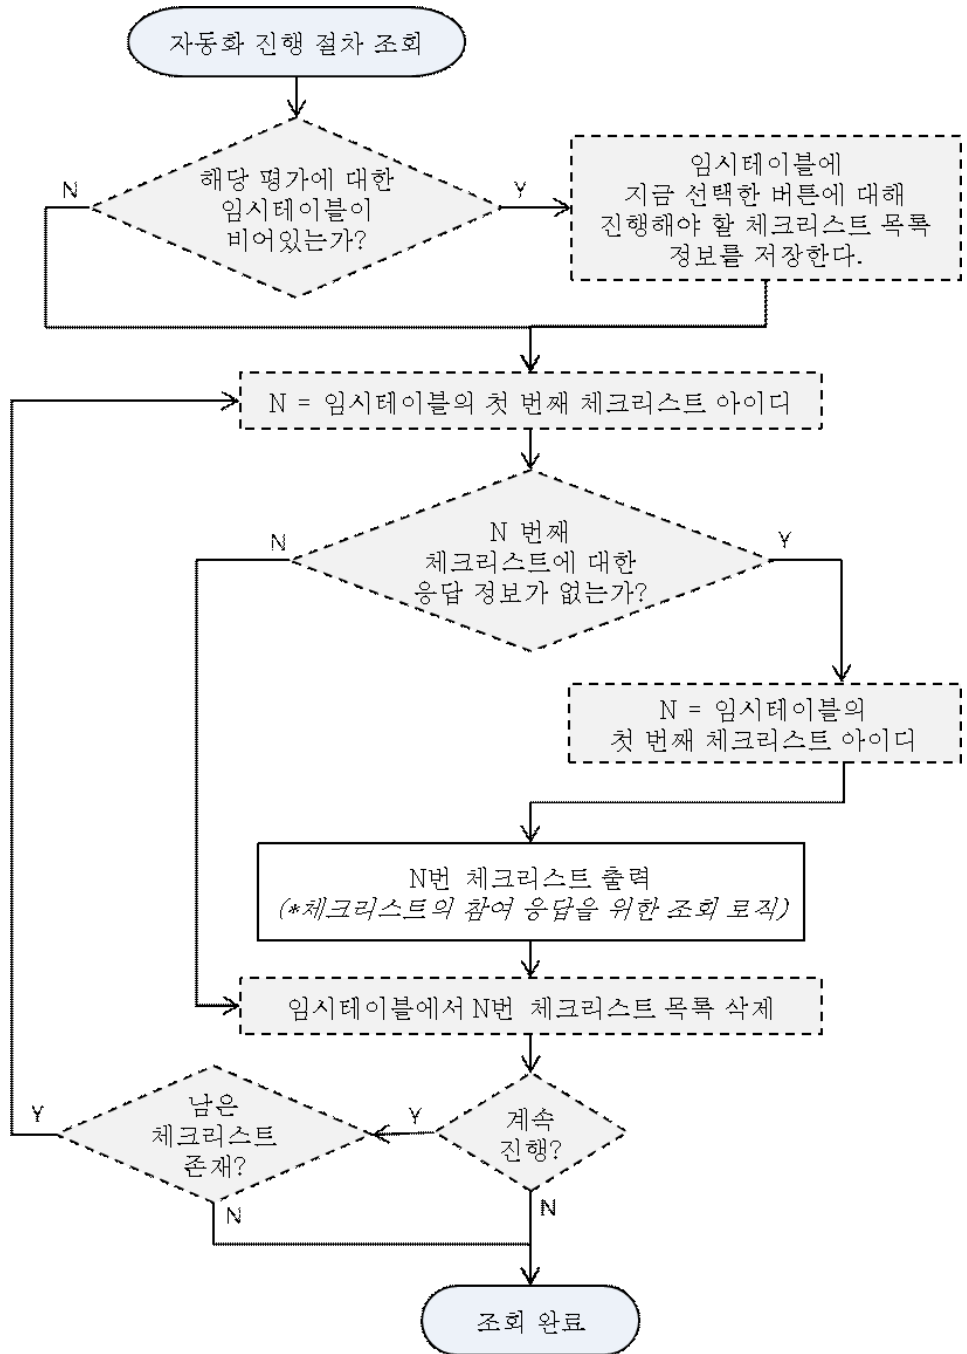 자동화 진행 절차 조회
해당 평가에 대한
임시테이블이
비어있는가?
N
Y
임시테이블에
지금 선택한 버튼에 대해
진행해야 할 체크리스트 목록
정보를 저장한다.
N = 임시테이블의 첫 번째 체크리스트 아이디
N 번째
체크리스트에 대한
응답 정보가 없는가?
N
Y
N = 임시테이블의
첫 번째 체크리스트 아이디
N번 체크리스트 출력
(*체크리스트의 참여 응답을 위한 조회 로직)
임시테이블에서 N번 체크리스트 목록 삭제
계속
진행?
Y
N
남은
체크리스트
존재?
Y
N
조회 완료